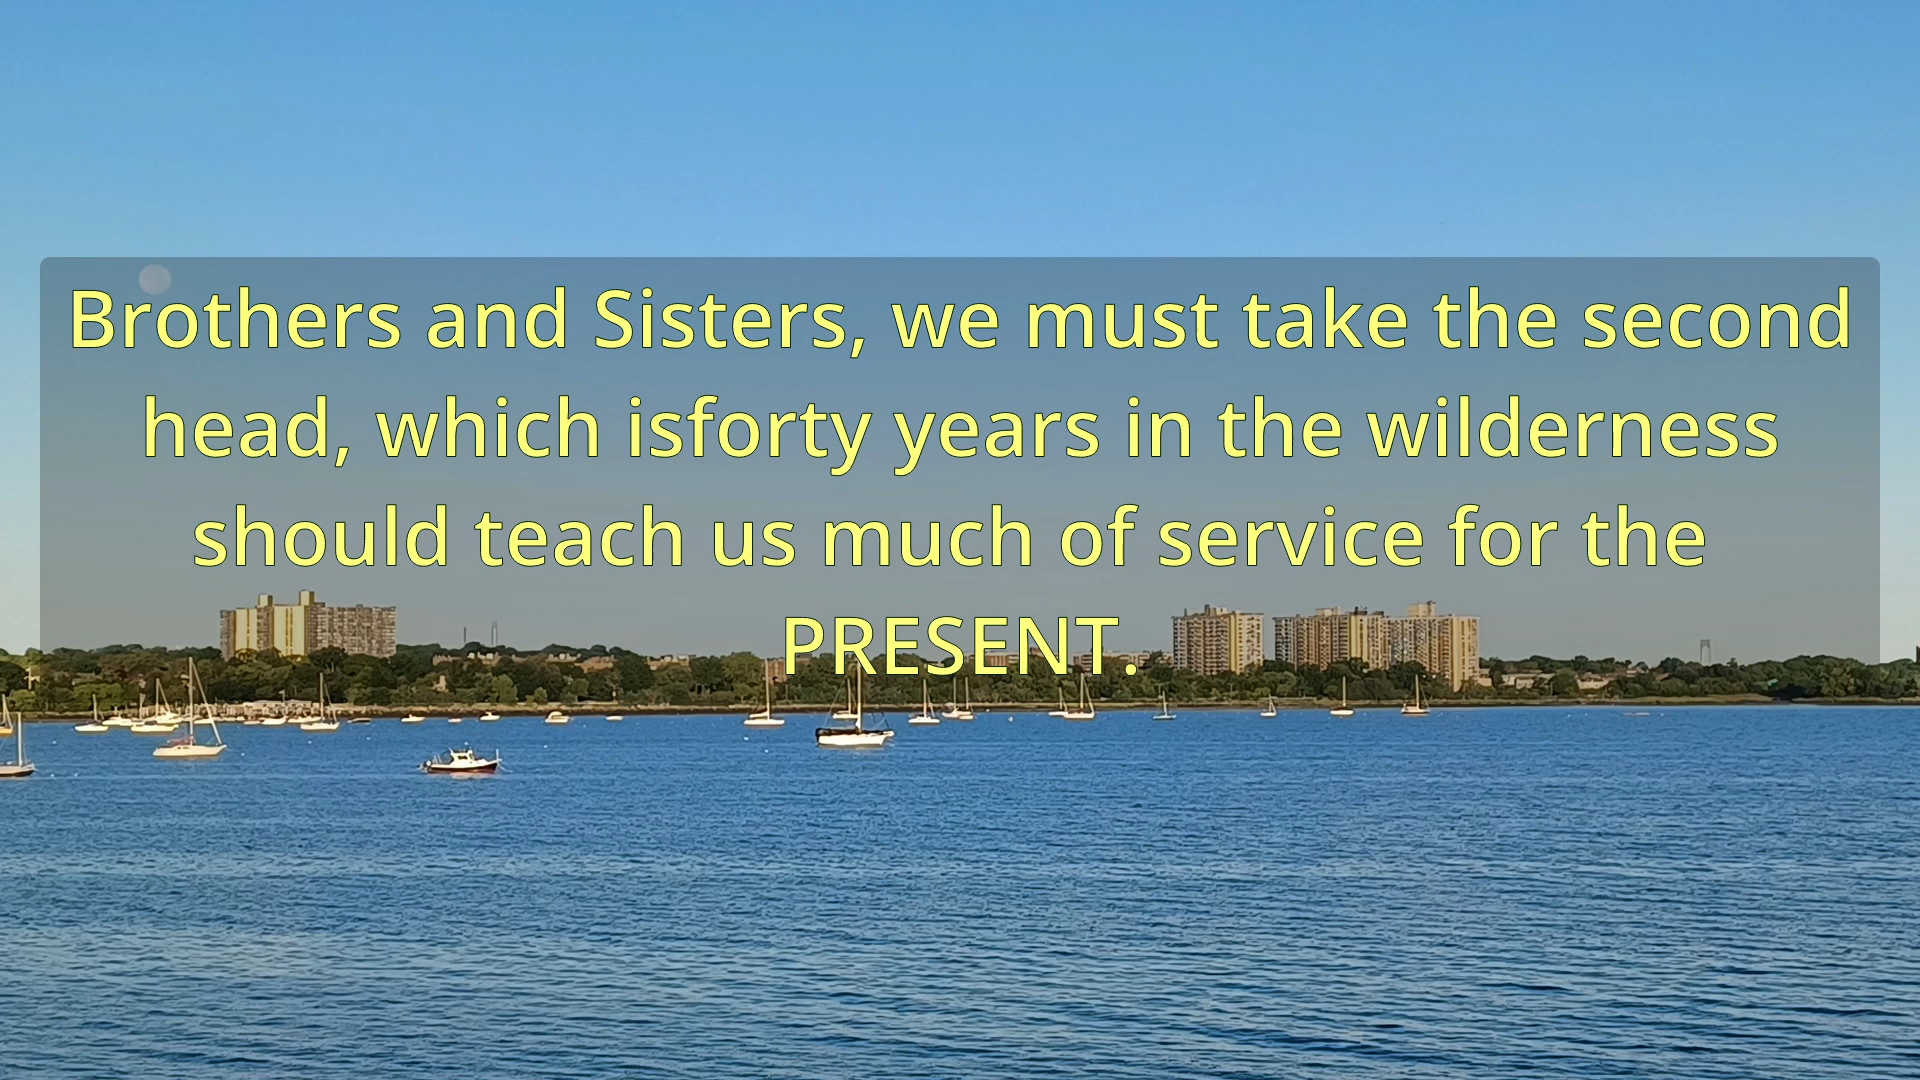 Brothers and Sisters, we must take the second
head, which isforty years in the wilderness
should teach us much of service for the
PRESENT.